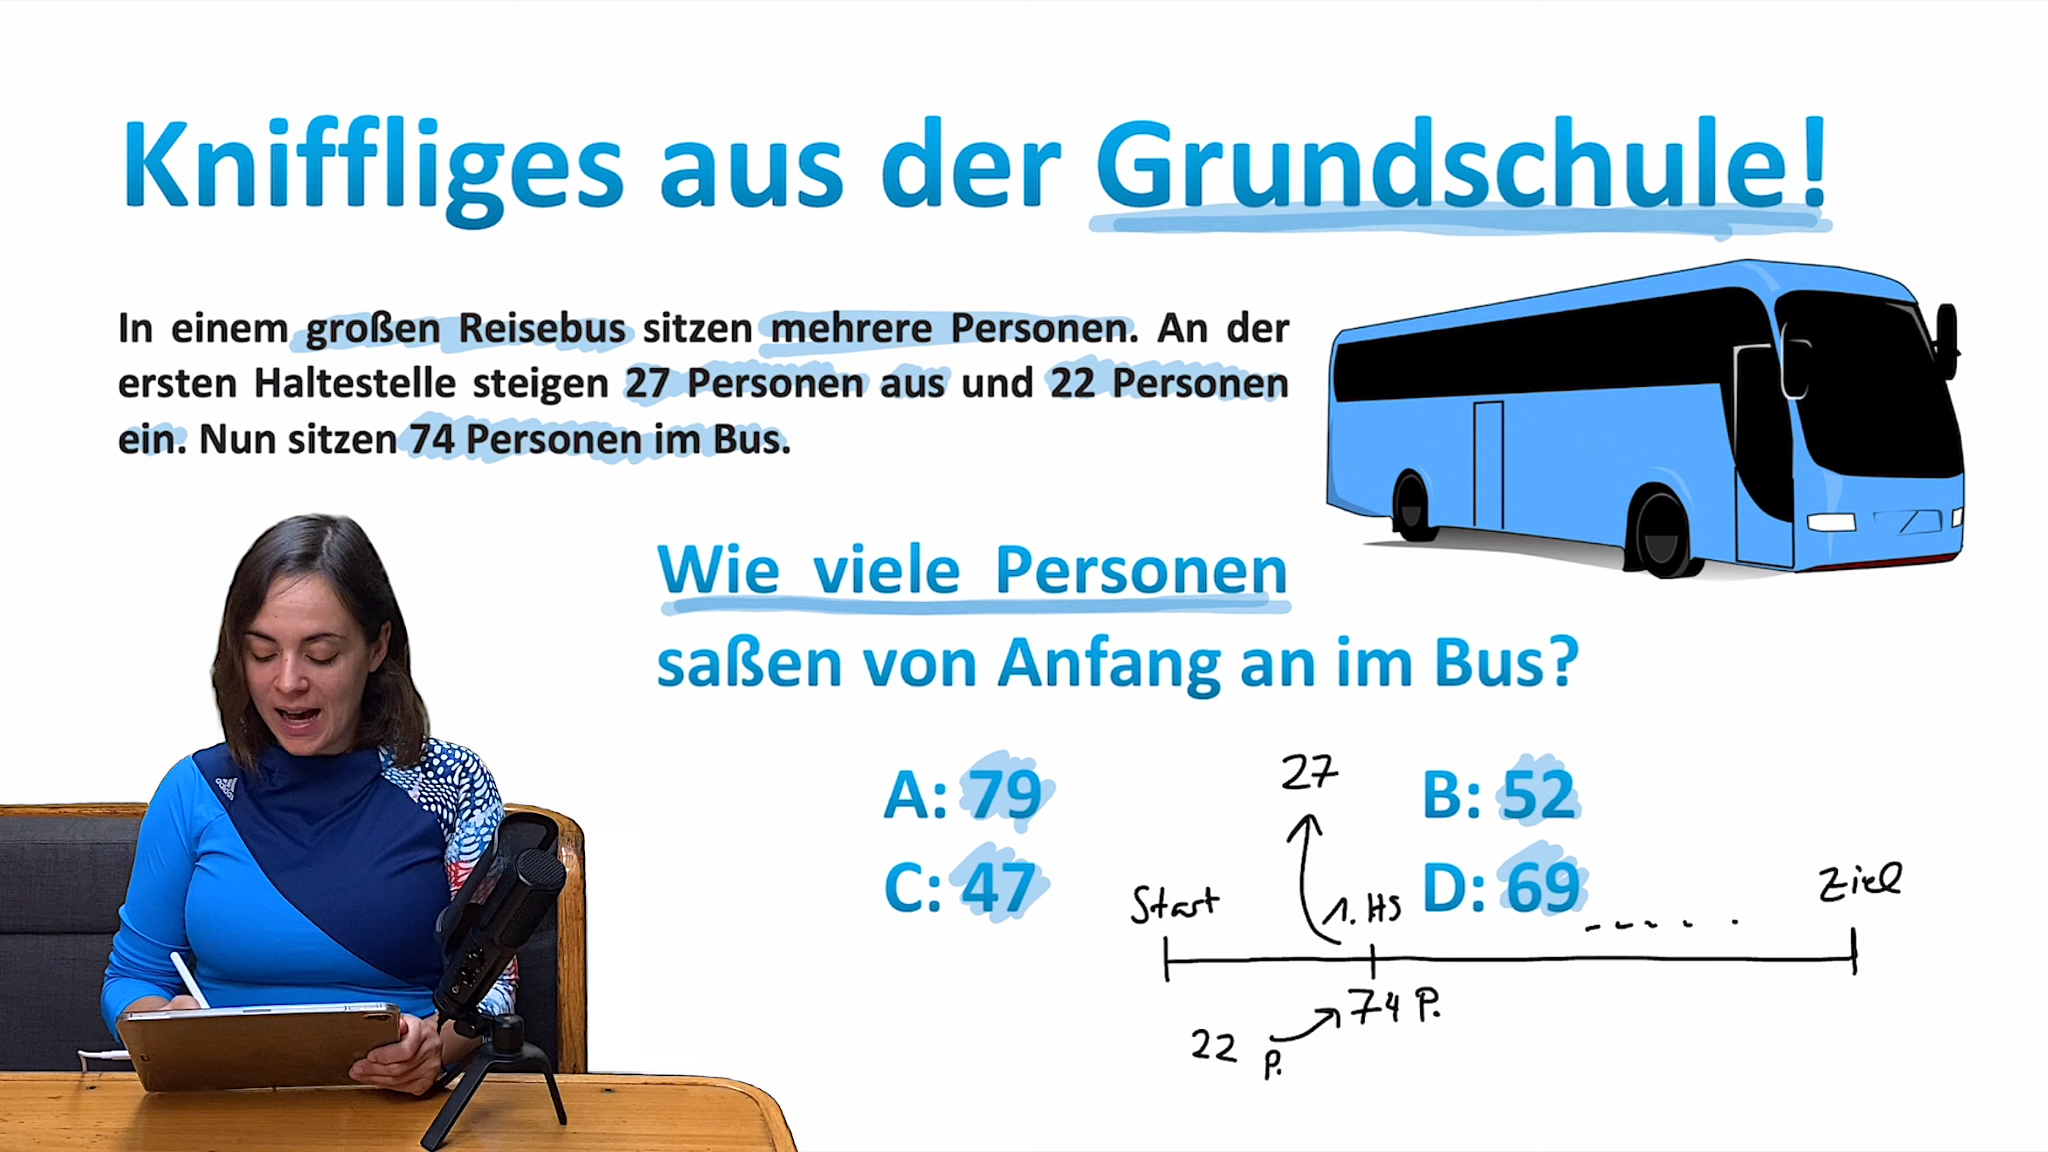 Kniffliges aus der Grundschule!
In einem großen Reisebus sitzen mehrere Personen. An der
ersten Haltestelle steigen 27 Personen aus und 22 Personen
ein. Nun sitzen 74 Personen im Bus.
Wie viele Personen
saßen von Anfang an im Bus?
A: 79
B: 52
C: 47
D: 69
27
Start
1. HS
Ziel
74 P.
22 P.
adidas